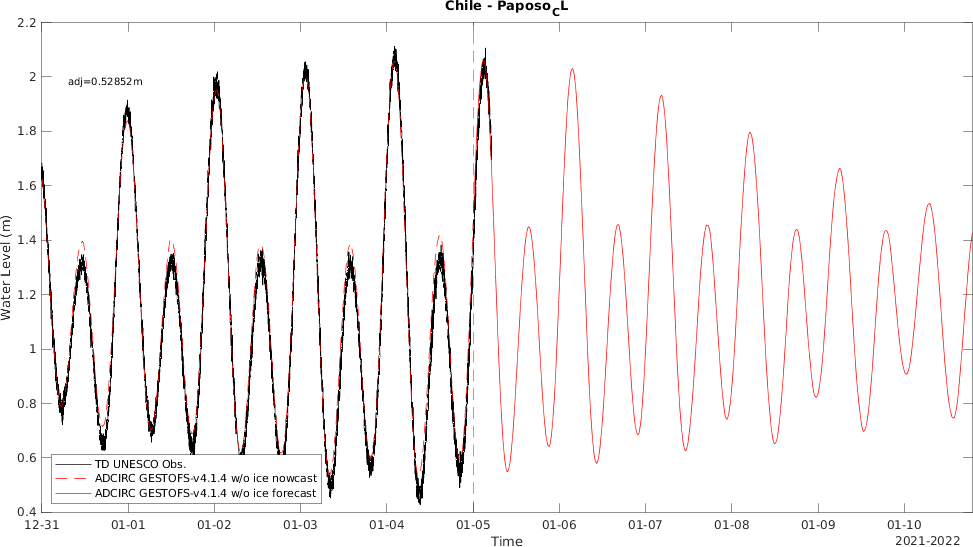 Chile - Paposo_CL
2.2
2
1.8
1.6
1.4
1.2
1
0.8
0.6
0.4
Water Level (m)
adj=0.52852m
TD UNESCO Obs.
ADCIRC GESTOFS-v4.1.4 w/o ice nowcast
ADCIRC GESTOFS-v4.1.4 w/o ice forecast
12-31 01-01 01-02 01-03 01-04 01-05 01-06 01-07 01-08 01-09 01-10
Time
2021-2022